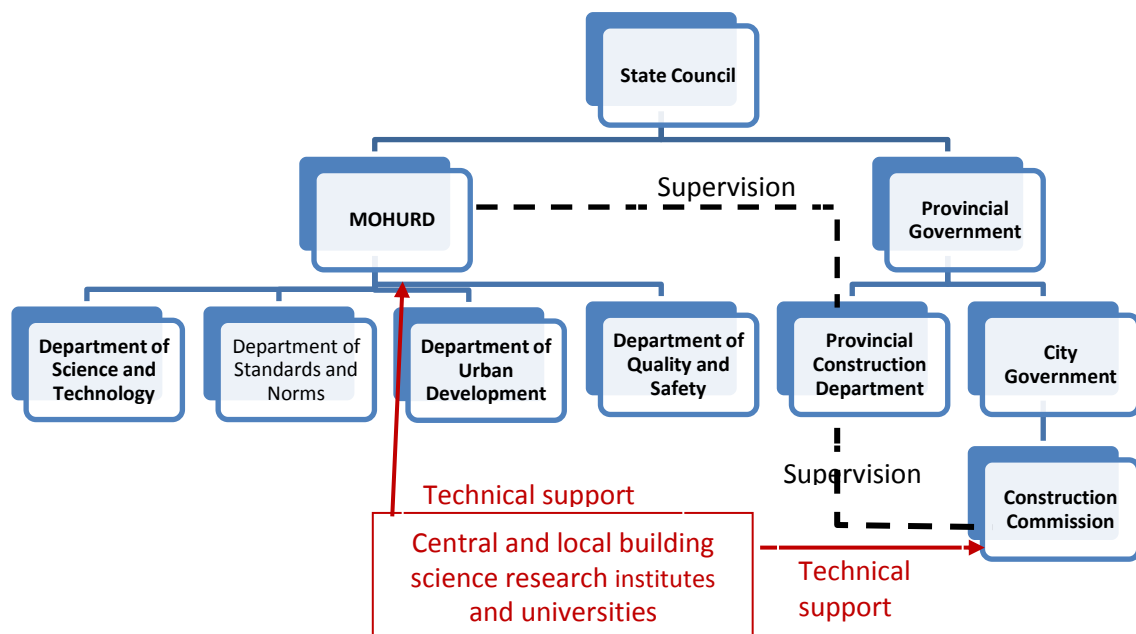 State Council
MOHURD
Supervision
Provincial
Government
Department of
Science and
Technology
Department of
Standards and
Norms
Department of
Urban
Development
Department of
Quality and
Safety
Provincial
Construction
Department
City
Government
Supervision
Construction
Commission
Technical support
Central and local building
science research institutes
and universities
Technical
support